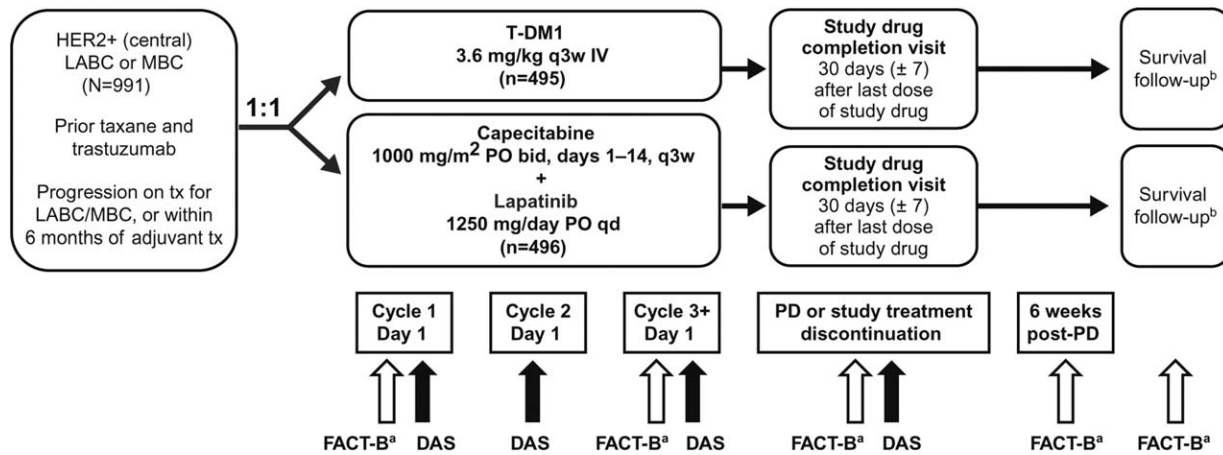 HER2+ (central)
LABC or MBC
(N=991)
Prior taxane and
trastuzumab
Progression on tx for
LABC/MBC, or within
6 months of adjuvant tx
1:1
T-DM1
3.6 mg/kg q3w IV
(n=495)
Study drug
completion visit
30 days (± 7)
after last dose
of study drug
Survival
follow-upᵇ
Capecitabine
1000 mg/m² PO bid, days 1–14, q3w
+
Lapatinib
1250 mg/day PO qd
(n=496)
Study drug
completion visit
30 days (± 7)
after last dose
of study drug
Survival
follow-upᵇ
Cycle 1
Day 1
Cycle 2
Day 1
Cycle 3+
Day 1
PD or study treatment
discontinuation
6 weeks
post-PD
FACT-Bᵃ DAS DAS FACT-Bᵃ DAS FACT-Bᵃ DAS FACT-Bᵃ FACT-Bᵃ